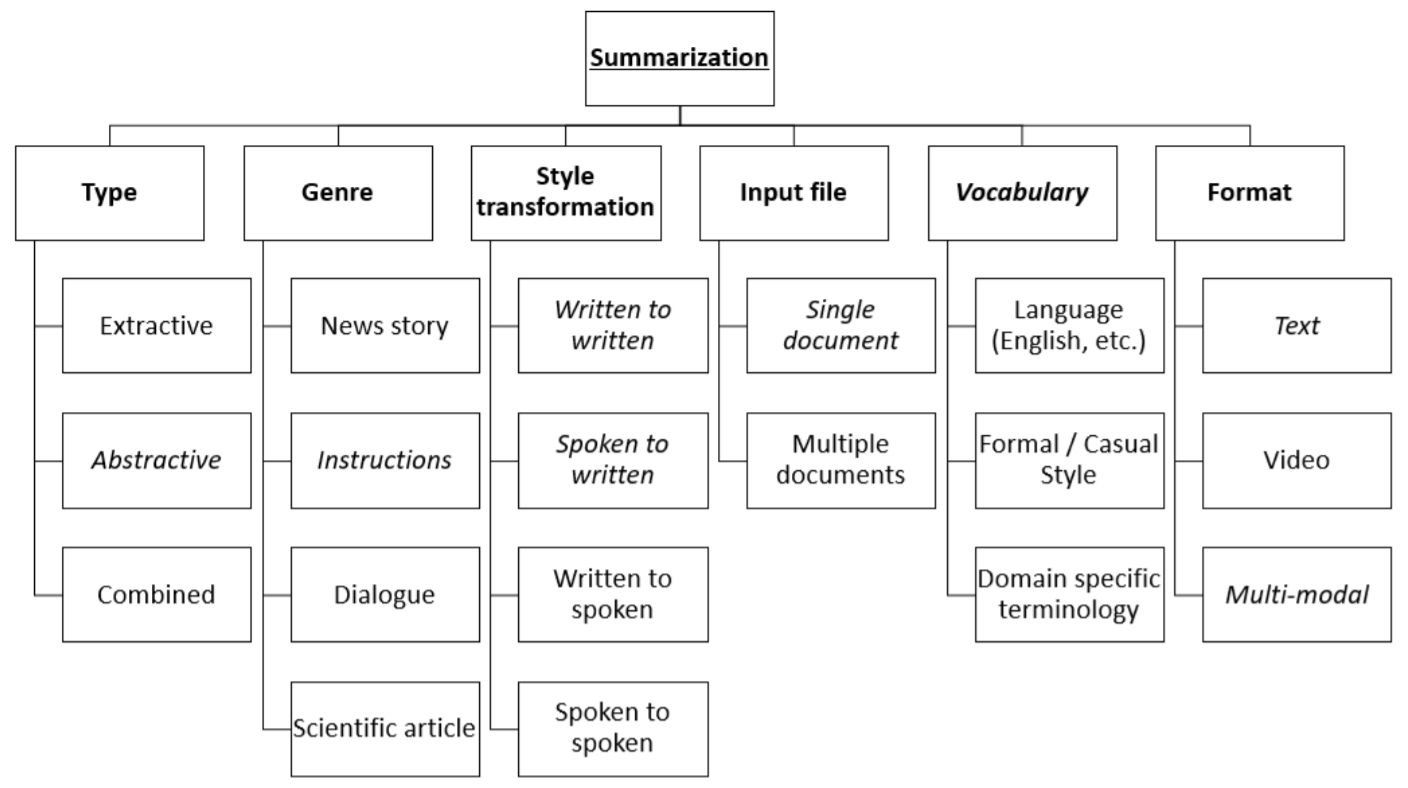 Summarization
Type
Genre
Style
transformation
Input file
Vocabulary
Format
Extractive
Abstractive
Combined
News story
Instructions
Dialogue
Scientific article
Written to
written
Spoken to
written
Written to
spoken
Spoken to
spoken
Single
document
Multiple
documents
Language
(English, etc.)
Formal / Casual
Style
Domain specific
terminology
Text
Video
Multi-modal